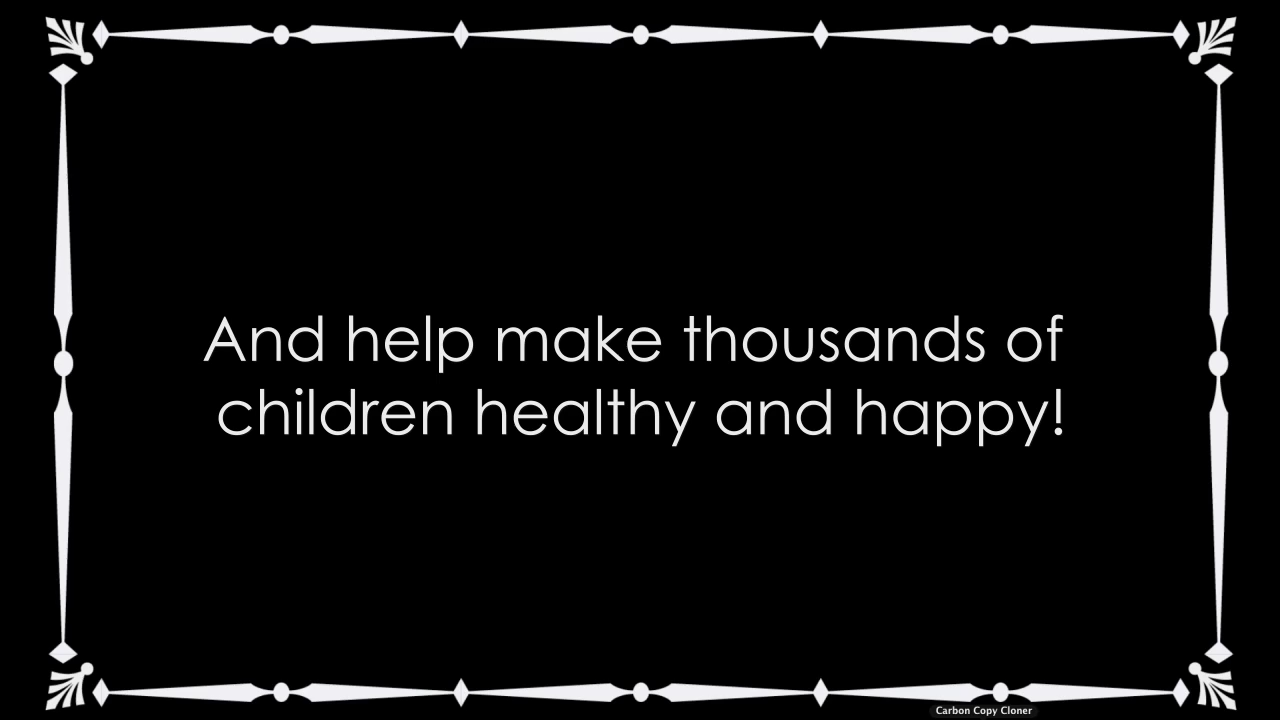 And help make thousands of
children healthy and happy!
Carbon Copy Cloner